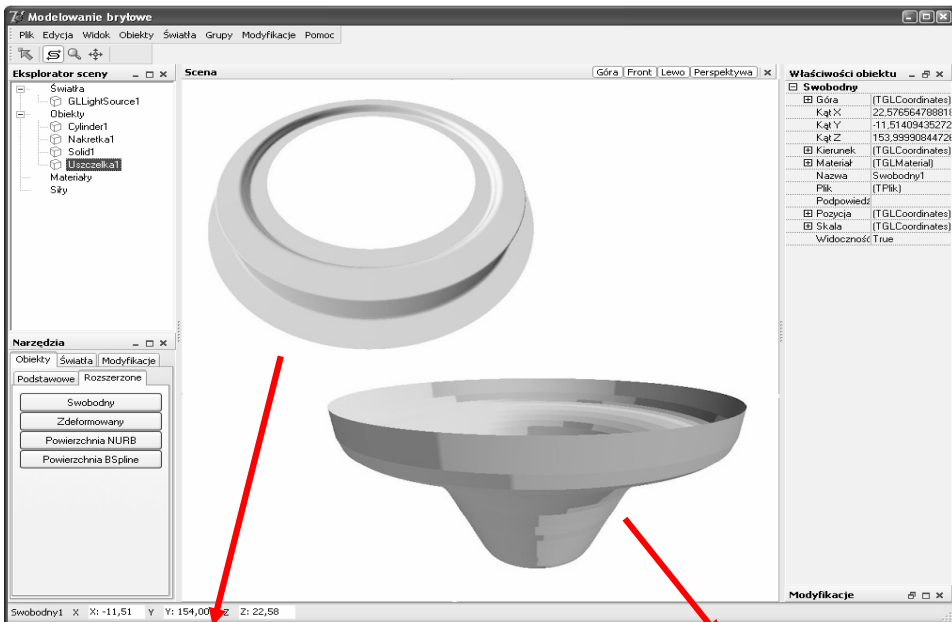 Modelowanie bryłowe
Plik Edycja Widok Obiekty Światła Grupy Modyfikacje Pomoc
Eksplorator sceny
Światła
GLLightSource1
Obiekty
Cylinder1
Nakretka1
Solid1
Uszczelka1
Materiały
Siły
Narzędzia
Obiekty Światła Modyfikacje
Podstawowe Rozszerzone
Swobodny
Zdeformowany
Powierzchnia NURB
Powierzchnia BSpline
Scena
Góra Front Lewo Perspektywa
Właściwości obiektu
Swobodny
Góra (TGLCoordinates)
Kąt X 22,576564788818
Kąt Y -11,51409435272
Kąt Z 153,99990844726
Kierunek (TGLCoordinates)
Materiał (TGLMaterial)
Nazwa Swobodny1
Plik (TPlik)
Podpowiedź
Pozycja (TGLCoordinates)
Skala (TGLCoordinates)
Widoczność True
Modyfikacje
Swobodny1 X X: -11,51 Y Y: 154,00 Z Z: 22,58